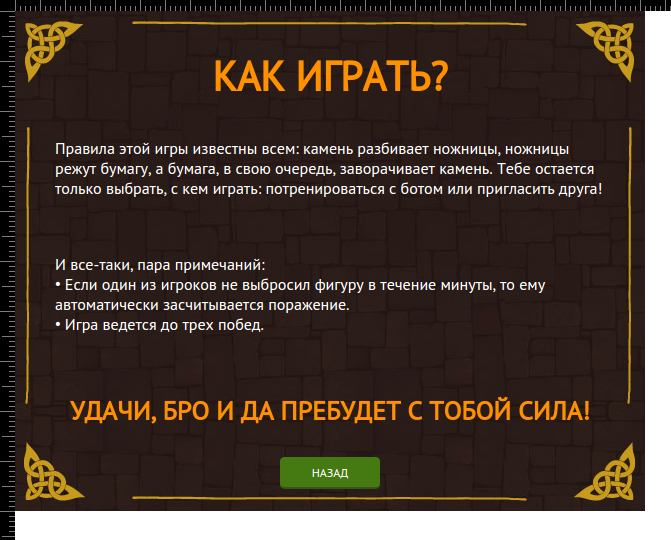 КАК ИГРАТЬ?
Правила этой игры известны всем: камень разбивает ножницы, ножницы
режут бумагу, а бумага, в свою очередь, заворачивает камень. Тебе остается
только выбрать, с кем играть: потренироваться с ботом или пригласить друга!
И все-таки, пара примечаний:
• Если один из игроков не выбросил фигуру в течение минуты, то ему
автоматически засчитывается поражение.
• Игра ведется до трех побед.
УДАЧИ, БРО И ДА ПРЕБУДЕТ С ТОБОЙ СИЛА!
НАЗАД